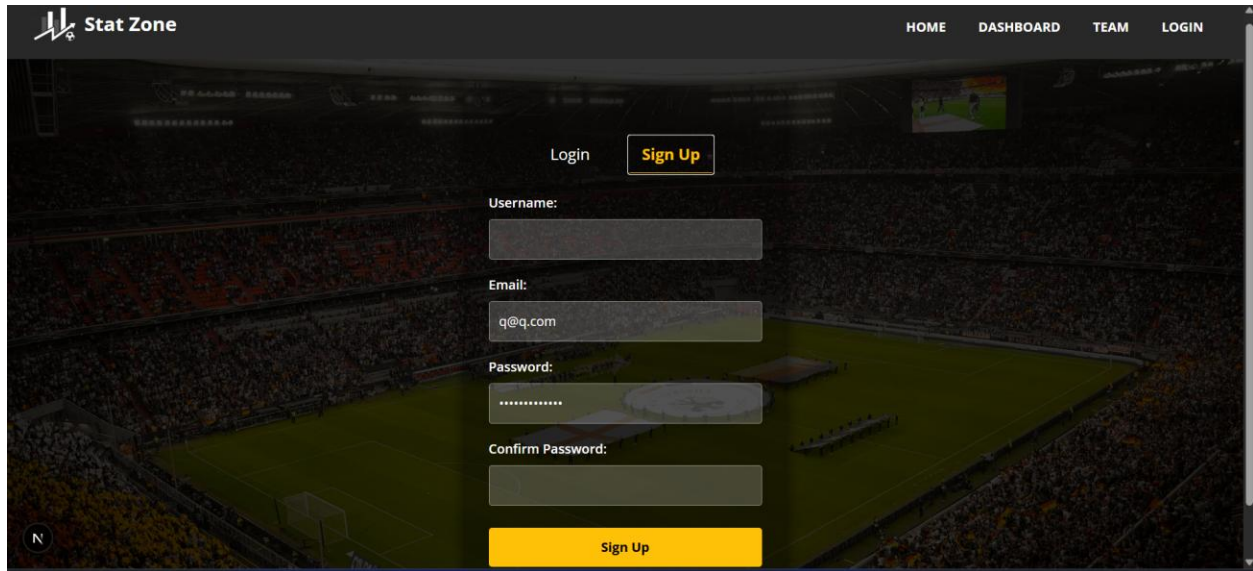 Stat Zone
HOME DASHBOARD TEAM LOGIN
Login Sign Up
Username:
Email:
q@q.com
Password:
•••••••••••••
Confirm Password:
Sign Up
N